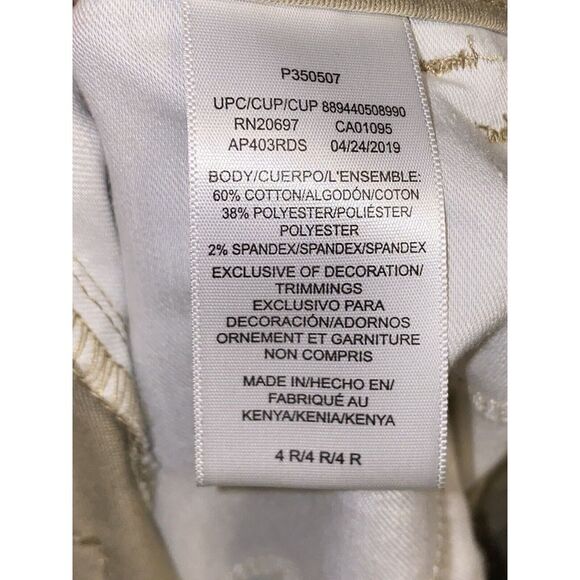 P350507
UPC/CUP/CUP 889440508990
RN20697 CA01095
AP403RDS 04/24/2019
BODY/CUERPO/L'ENSEMBLE:
60% COTTON/ALGODÓN/COTON
38% POLYESTER/POLIÉSTER/
POLYESTER
2% SPANDEX/SPANDEX/SPANDEX
EXCLUSIVE OF DECORATION/
TRIMMINGS
EXCLUSIVO PARA
DECORACIÓN/ADORNOS
ORNEMENT ET GARNITURE
NON COMPRIS
MADE IN/HECHO EN/
FABRIQUÉ AU
KENYA/KENIA/KENYA
4 R/4 R/4 R